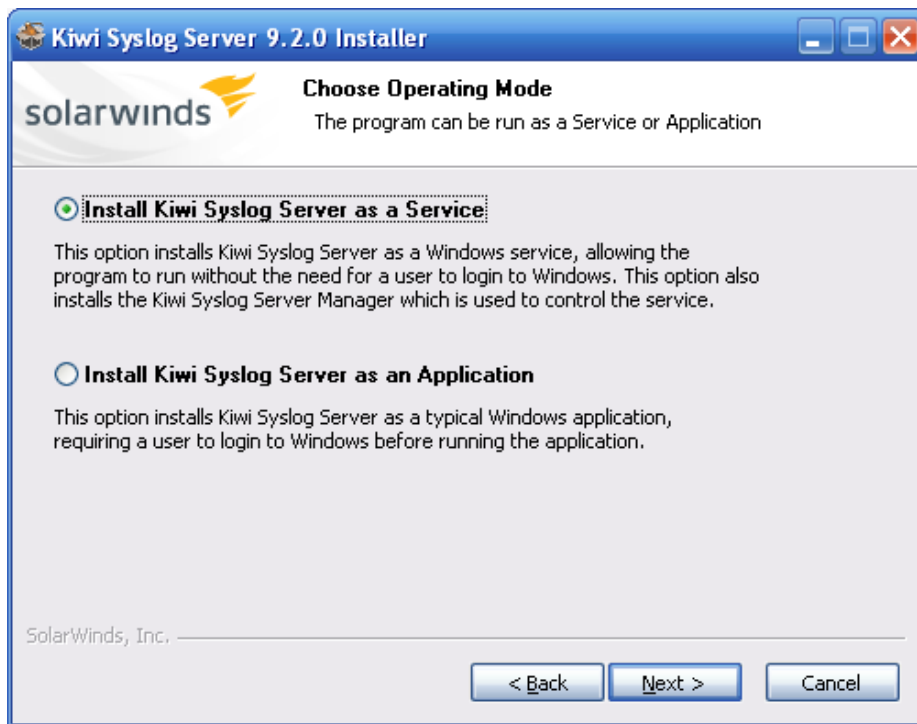 Kiwi Syslog Server 9.2.0 Installer
solarwinds
Choose Operating Mode
The program can be run as a Service or Application
Install Kiwi Syslog Server as a Service
This option installs Kiwi Syslog Server as a Windows service, allowing the
program to run without the need for a user to login to Windows. This option also
installs the Kiwi Syslog Server Manager which is used to control the service.
Install Kiwi Syslog Server as an Application
This option installs Kiwi Syslog Server as a typical Windows application,
requiring a user to login to Windows before running the application.
SolarWinds, Inc.
< Back Next > Cancel